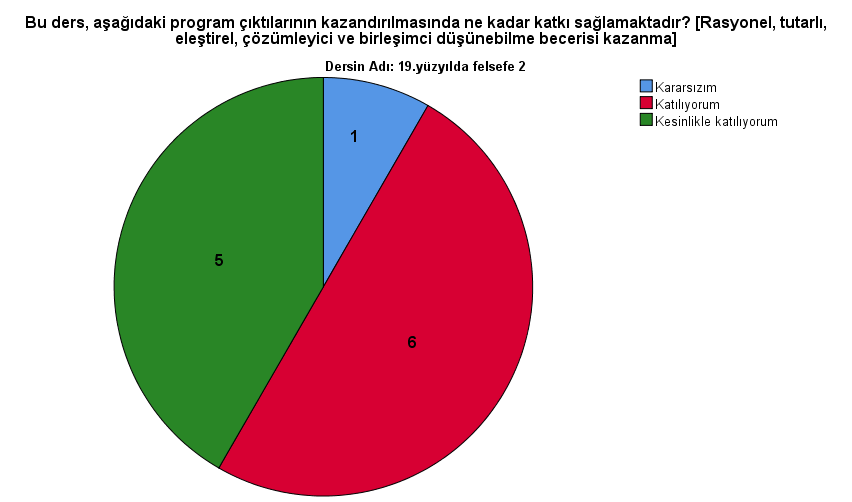 Bu ders, aşağıdaki program çıktılarının kazandırılmasında ne kadar katkı sağlamaktadır? [Rasyonel, tutarlı,
eleştirel, çözümleyici ve birleşimci düşünebilme becerisi kazanma]
Dersin Adı: 19.yüzyılda felsefe 2
Kararsızım
Katılıyorum
Kesinlikle katılıyorum
1
5
6